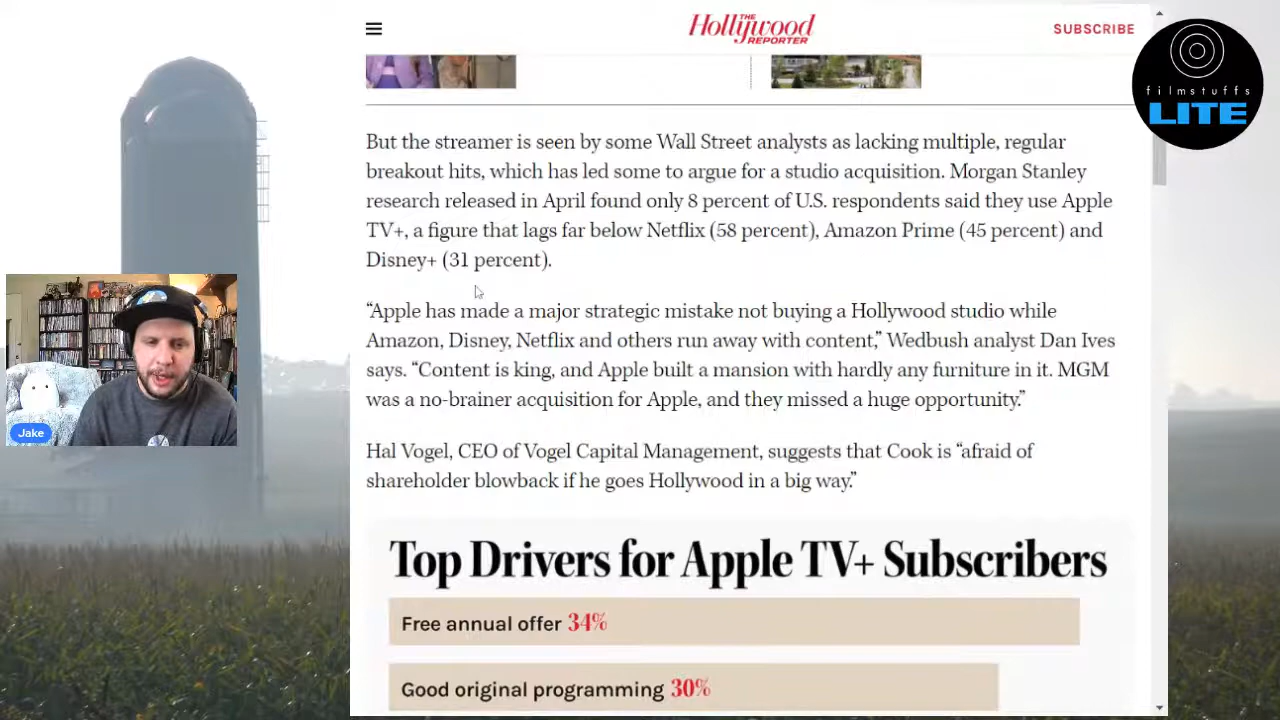 THE
Hollywood
REPORTER
SUBSCRIBE
filmstuffs
LITE
But the streamer is seen by some Wall Street analysts as lacking multiple, regular
breakout hits, which has led some to argue for a studio acquisition. Morgan Stanley
research released in April found only 8 percent of U.S. respondents said they use Apple
TV+, a figure that lags far below Netflix (58 percent), Amazon Prime (45 percent) and
Disney+ (31 percent).
“Apple has made a major strategic mistake not buying a Hollywood studio while
Amazon, Disney, Netflix and others run away with content,” Wedbush analyst Dan Ives
says. “Content is king, and Apple built a mansion with hardly any furniture in it. MGM
was a no-brainer acquisition for Apple, and they missed a huge opportunity.”
Jake
Hal Vogel, CEO of Vogel Capital Management, suggests that Cook is “afraid of
shareholder blowback if he goes Hollywood in a big way.”
Top Drivers for Apple TV+ Subscribers
Free annual offer 34%
Good original programming 30%